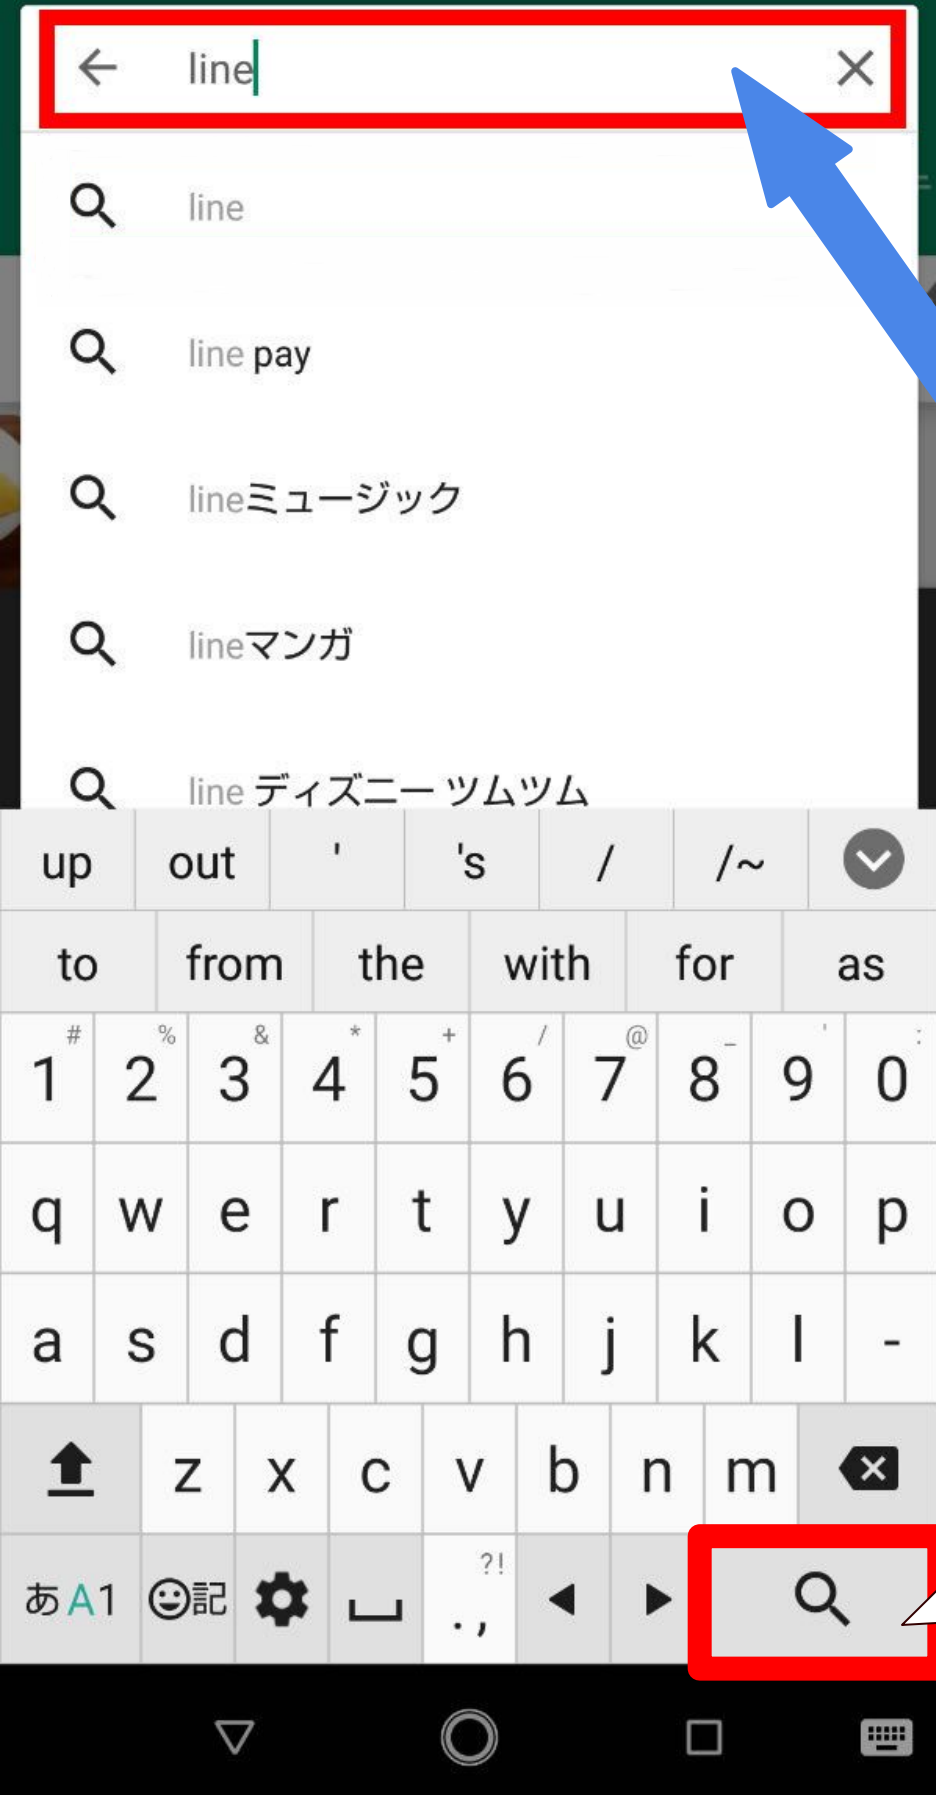 line
line
line pay
lineミュージック
lineマンガ
line ディズニー ツムツム
up out ' 's / /~
to from the with for as
# % & * + / @ _ ' :
1 2 3 4 5 6 7 8 9 0
q w e r t y u i o p
a s d f g h j k l -
z x c v b n m
?!
あA1 記 . ,